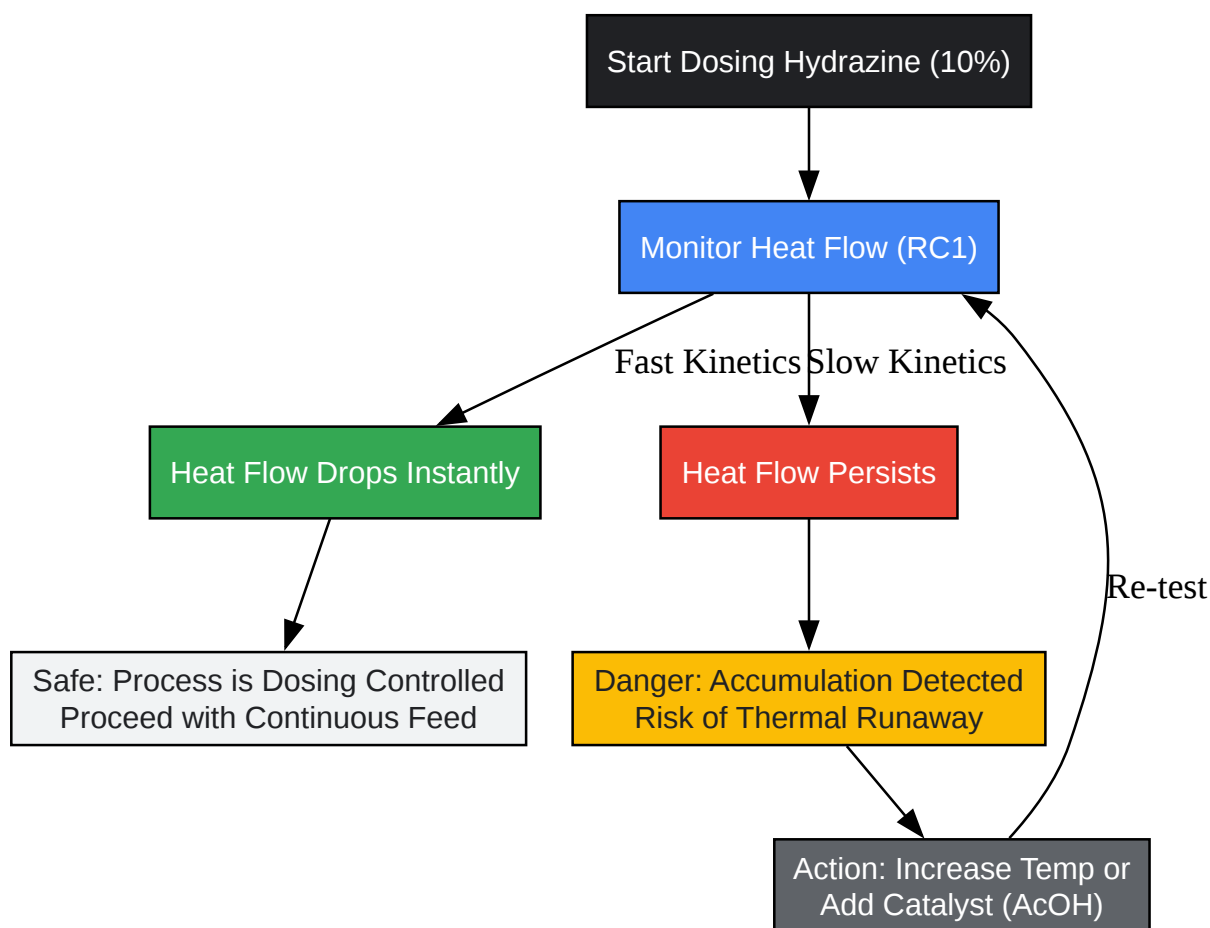 Start Dosing Hydrazine (10%)
Monitor Heat Flow (RC1)
Fast Kinetics
Slow Kinetics
Heat Flow Drops Instantly
Heat Flow Persists
Re-test
Safe: Process is Dosing Controlled
Proceed with Continuous Feed
Danger: Accumulation Detected
Risk of Thermal Runaway
Action: Increase Temp or
Add Catalyst (AcOH)